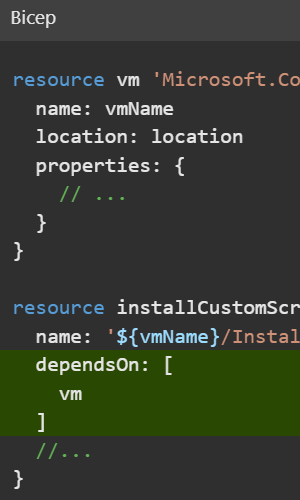 Bicep
resource vm 'Microsoft.Co
name: vmName
location: location
properties: {
// ...
}
}
resource installCustomScr
name: '${vmName}/Instal
dependsOn: [
vm
]
//...
}